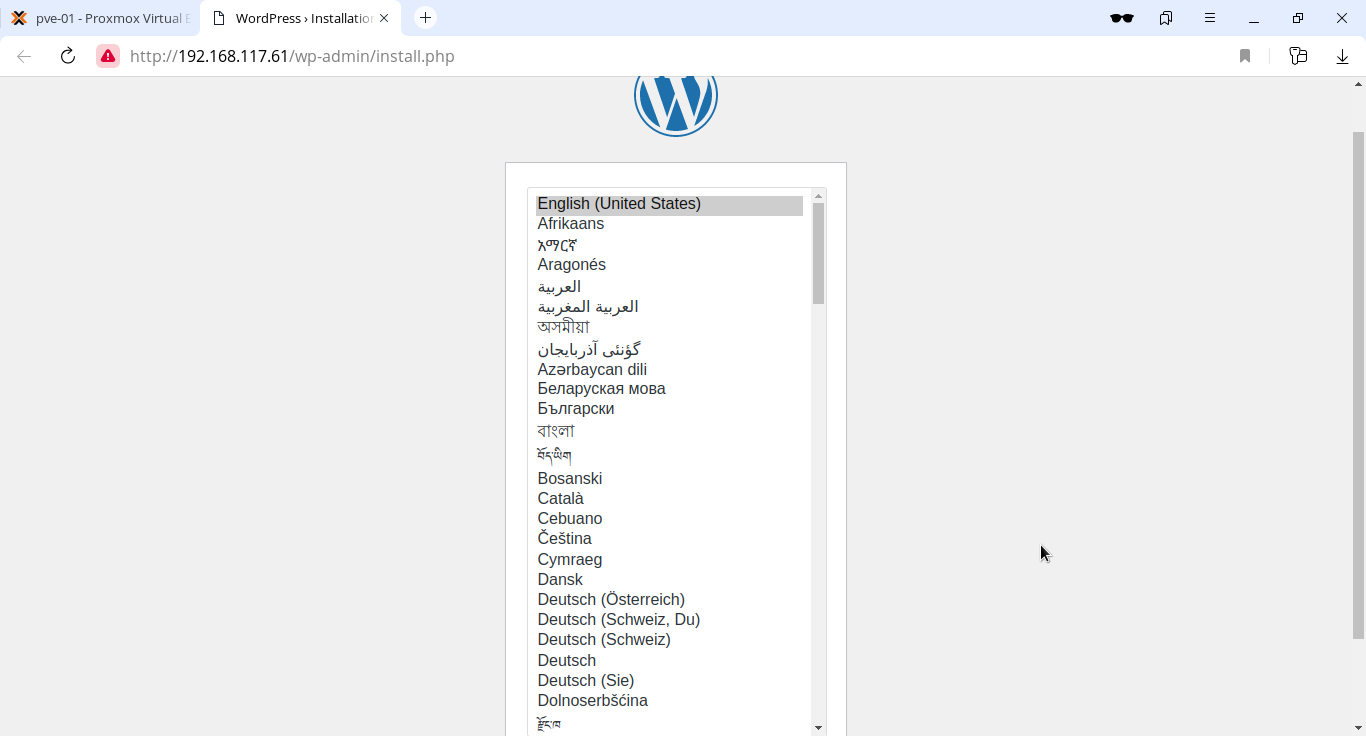 pve-01 - Proxmox Virtual E
WordPress › Installation
http://192.168.117.61/wp-admin/install.php
English (United States)
Afrikaans
አማርኛ
Aragonés
العربية
العربية المغربية
অসমীয়া
گؤنئی آذربایجان
Azərbaycan dili
Беларуская мова
Български
বাংলা
བོད་ཡིག
Bosanski
Català
Cebuano
Čeština
Cymraeg
Dansk
Deutsch (Österreich)
Deutsch (Schweiz, Du)
Deutsch (Schweiz)
Deutsch
Deutsch (Sie)
Dolnoserbšćina
རྫོང་ཁ